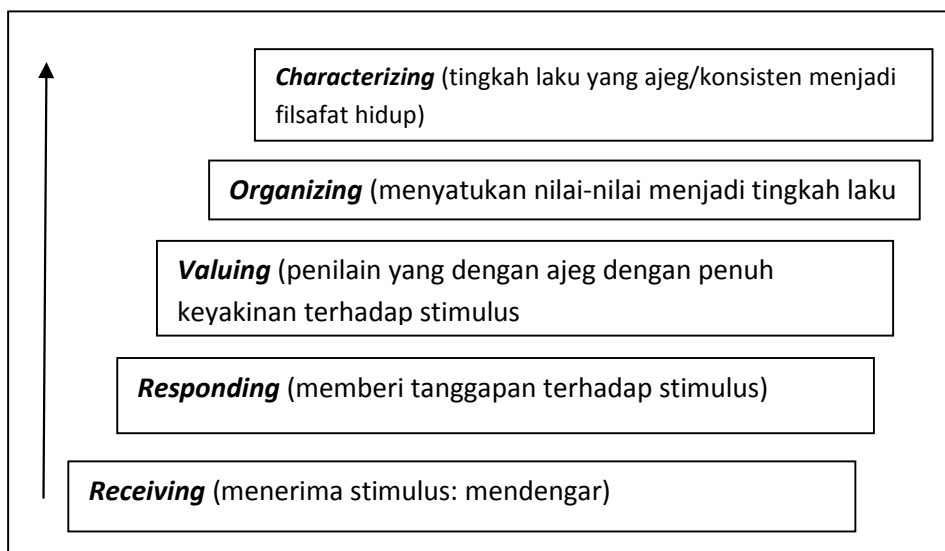 Characterizing (tingkah laku yang ajeg/konsisten menjadi
filsafat hidup)
Organizing (menyatukan nilai-nilai menjadi tingkah laku
Valuing (penilain yang dengan ajeg dengan penuh
keyakinan terhadap stimulus
Responding (memberi tanggapan terhadap stimulus)
Receiving (menerima stimulus: mendengar)